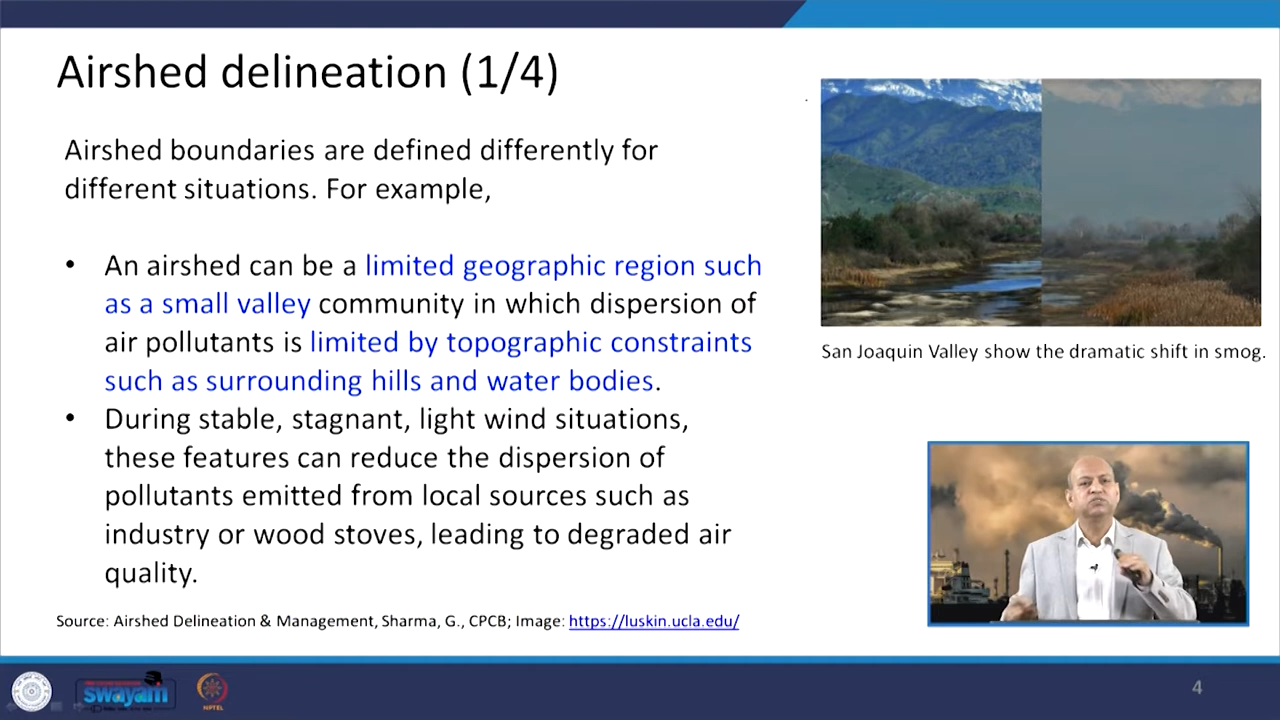 Airshed delineation (1/4)
Airshed boundaries are defined differently for
different situations. For example,
• An airshed can be a limited geographic region such
as a small valley community in which dispersion of
air pollutants is limited by topographic constraints
such as surrounding hills and water bodies.
• During stable, stagnant, light wind situations,
these features can reduce the dispersion of
pollutants emitted from local sources such as
industry or wood stoves, leading to degraded air
quality.
Source: Airshed Delineation & Management, Sharma, G., CPCB; Image: https://luskin.ucla.edu/
San Joaquin Valley show the dramatic shift in smog.
swayam
NPTEL
4